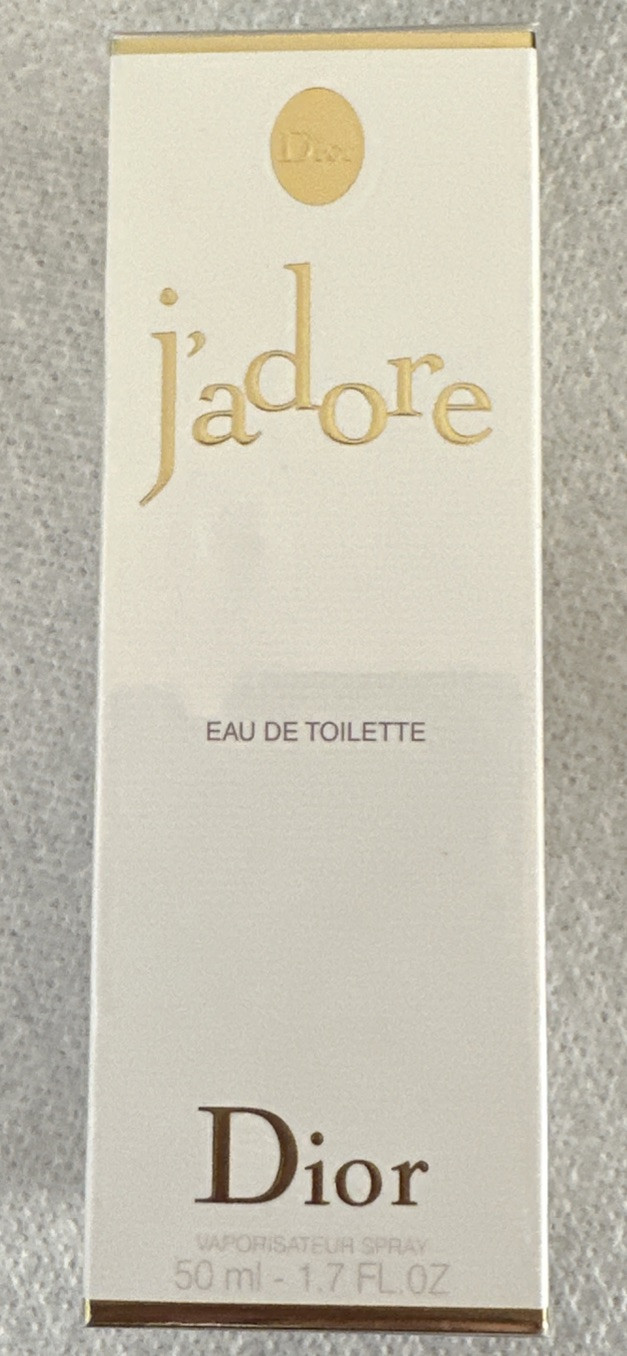 Dior
j'adore
EAU DE TOILETTE
Dior
VAPORISATEUR SPRAY
50 ml - 1.7 FL.OZ